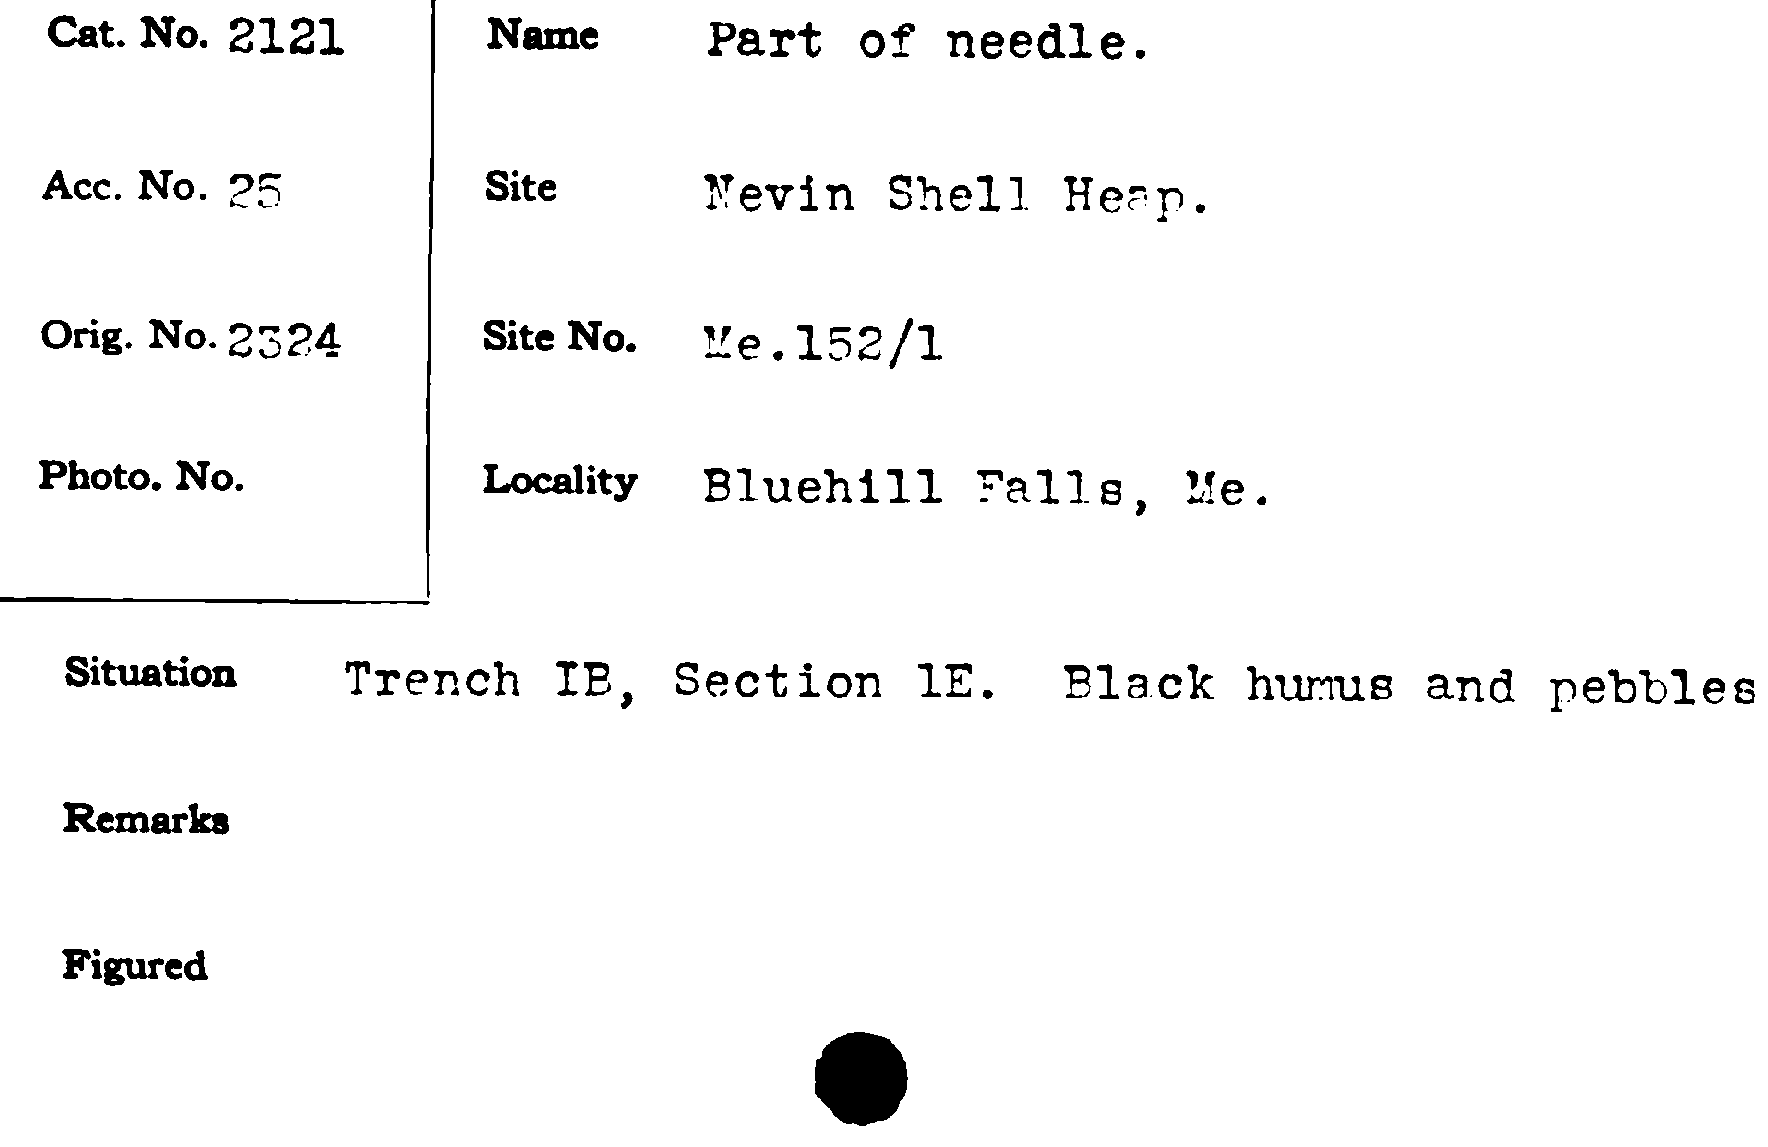 Cat. No. 2121
Name Part of needle.
Acc. No. 25
Site Nevin Shell Heap.
Orig. No. 2324
Site No. Me.152/1
Photo. No.
Locality Bluehill Falls, Me.
Situation Trench IB, Section 1E. Black humus and pebbles
Remarks
Figured